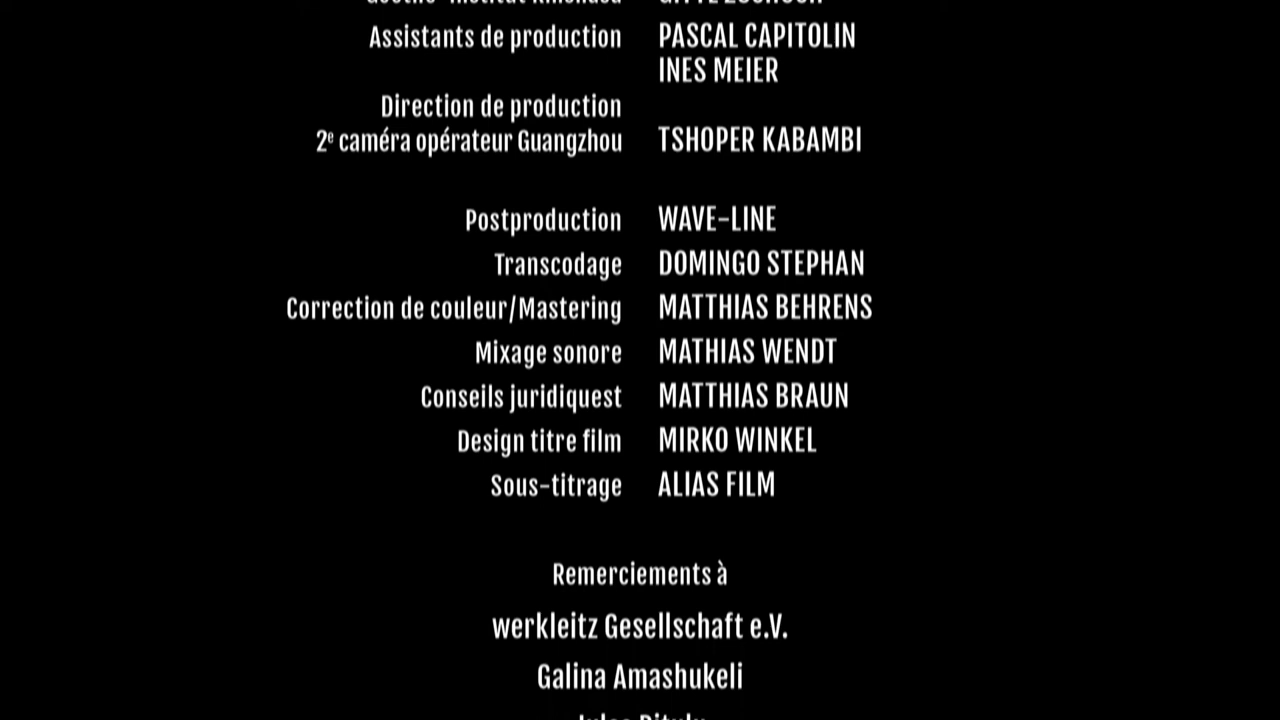 Assistants de production PASCAL CAPITOLIN
INES MEIER
Direction de production
2e caméra opérateur Guangzhou TSHOPER KABAMBI
Postproduction WAVE-LINE
Transcodage DOMINGO STEPHAN
Correction de couleur/Mastering MATTHIAS BEHRENS
Mixage sonore MATHIAS WENDT
Conseils juridiquest MATTHIAS BRAUN
Design titre film MIRKO WINKEL
Sous-titrage ALIAS FILM
Remerciements à
werkleitz Gesellschaft e.V.
Galina Amashukeli